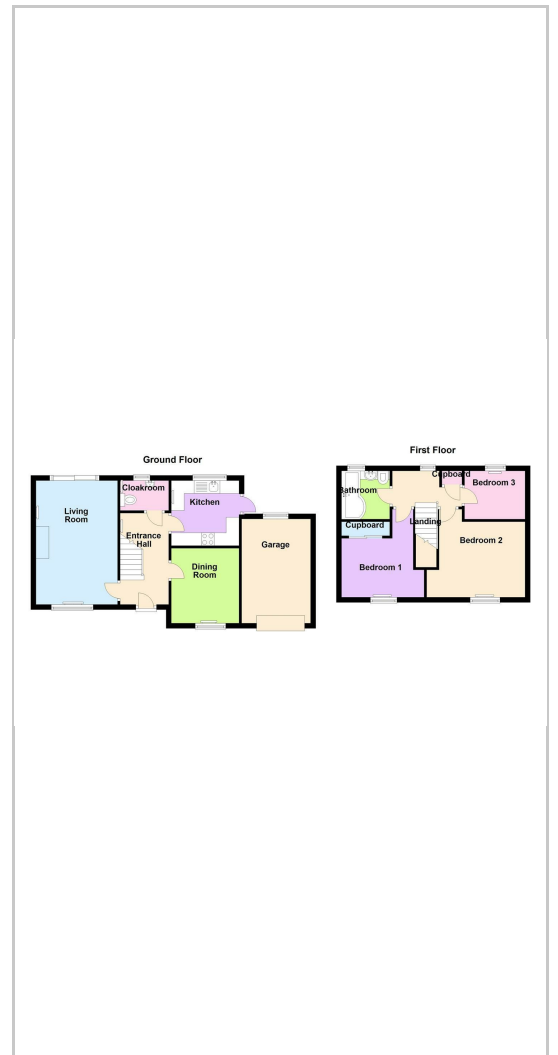 Ground Floor
Cloakroom
Living
Room
Kitchen
Entrance
Hall
Garage
Dining
Room
First Floor
Cupboard
Bedroom 3
Bathroom
Cupboard
Landing
Bedroom 2
Bedroom 1